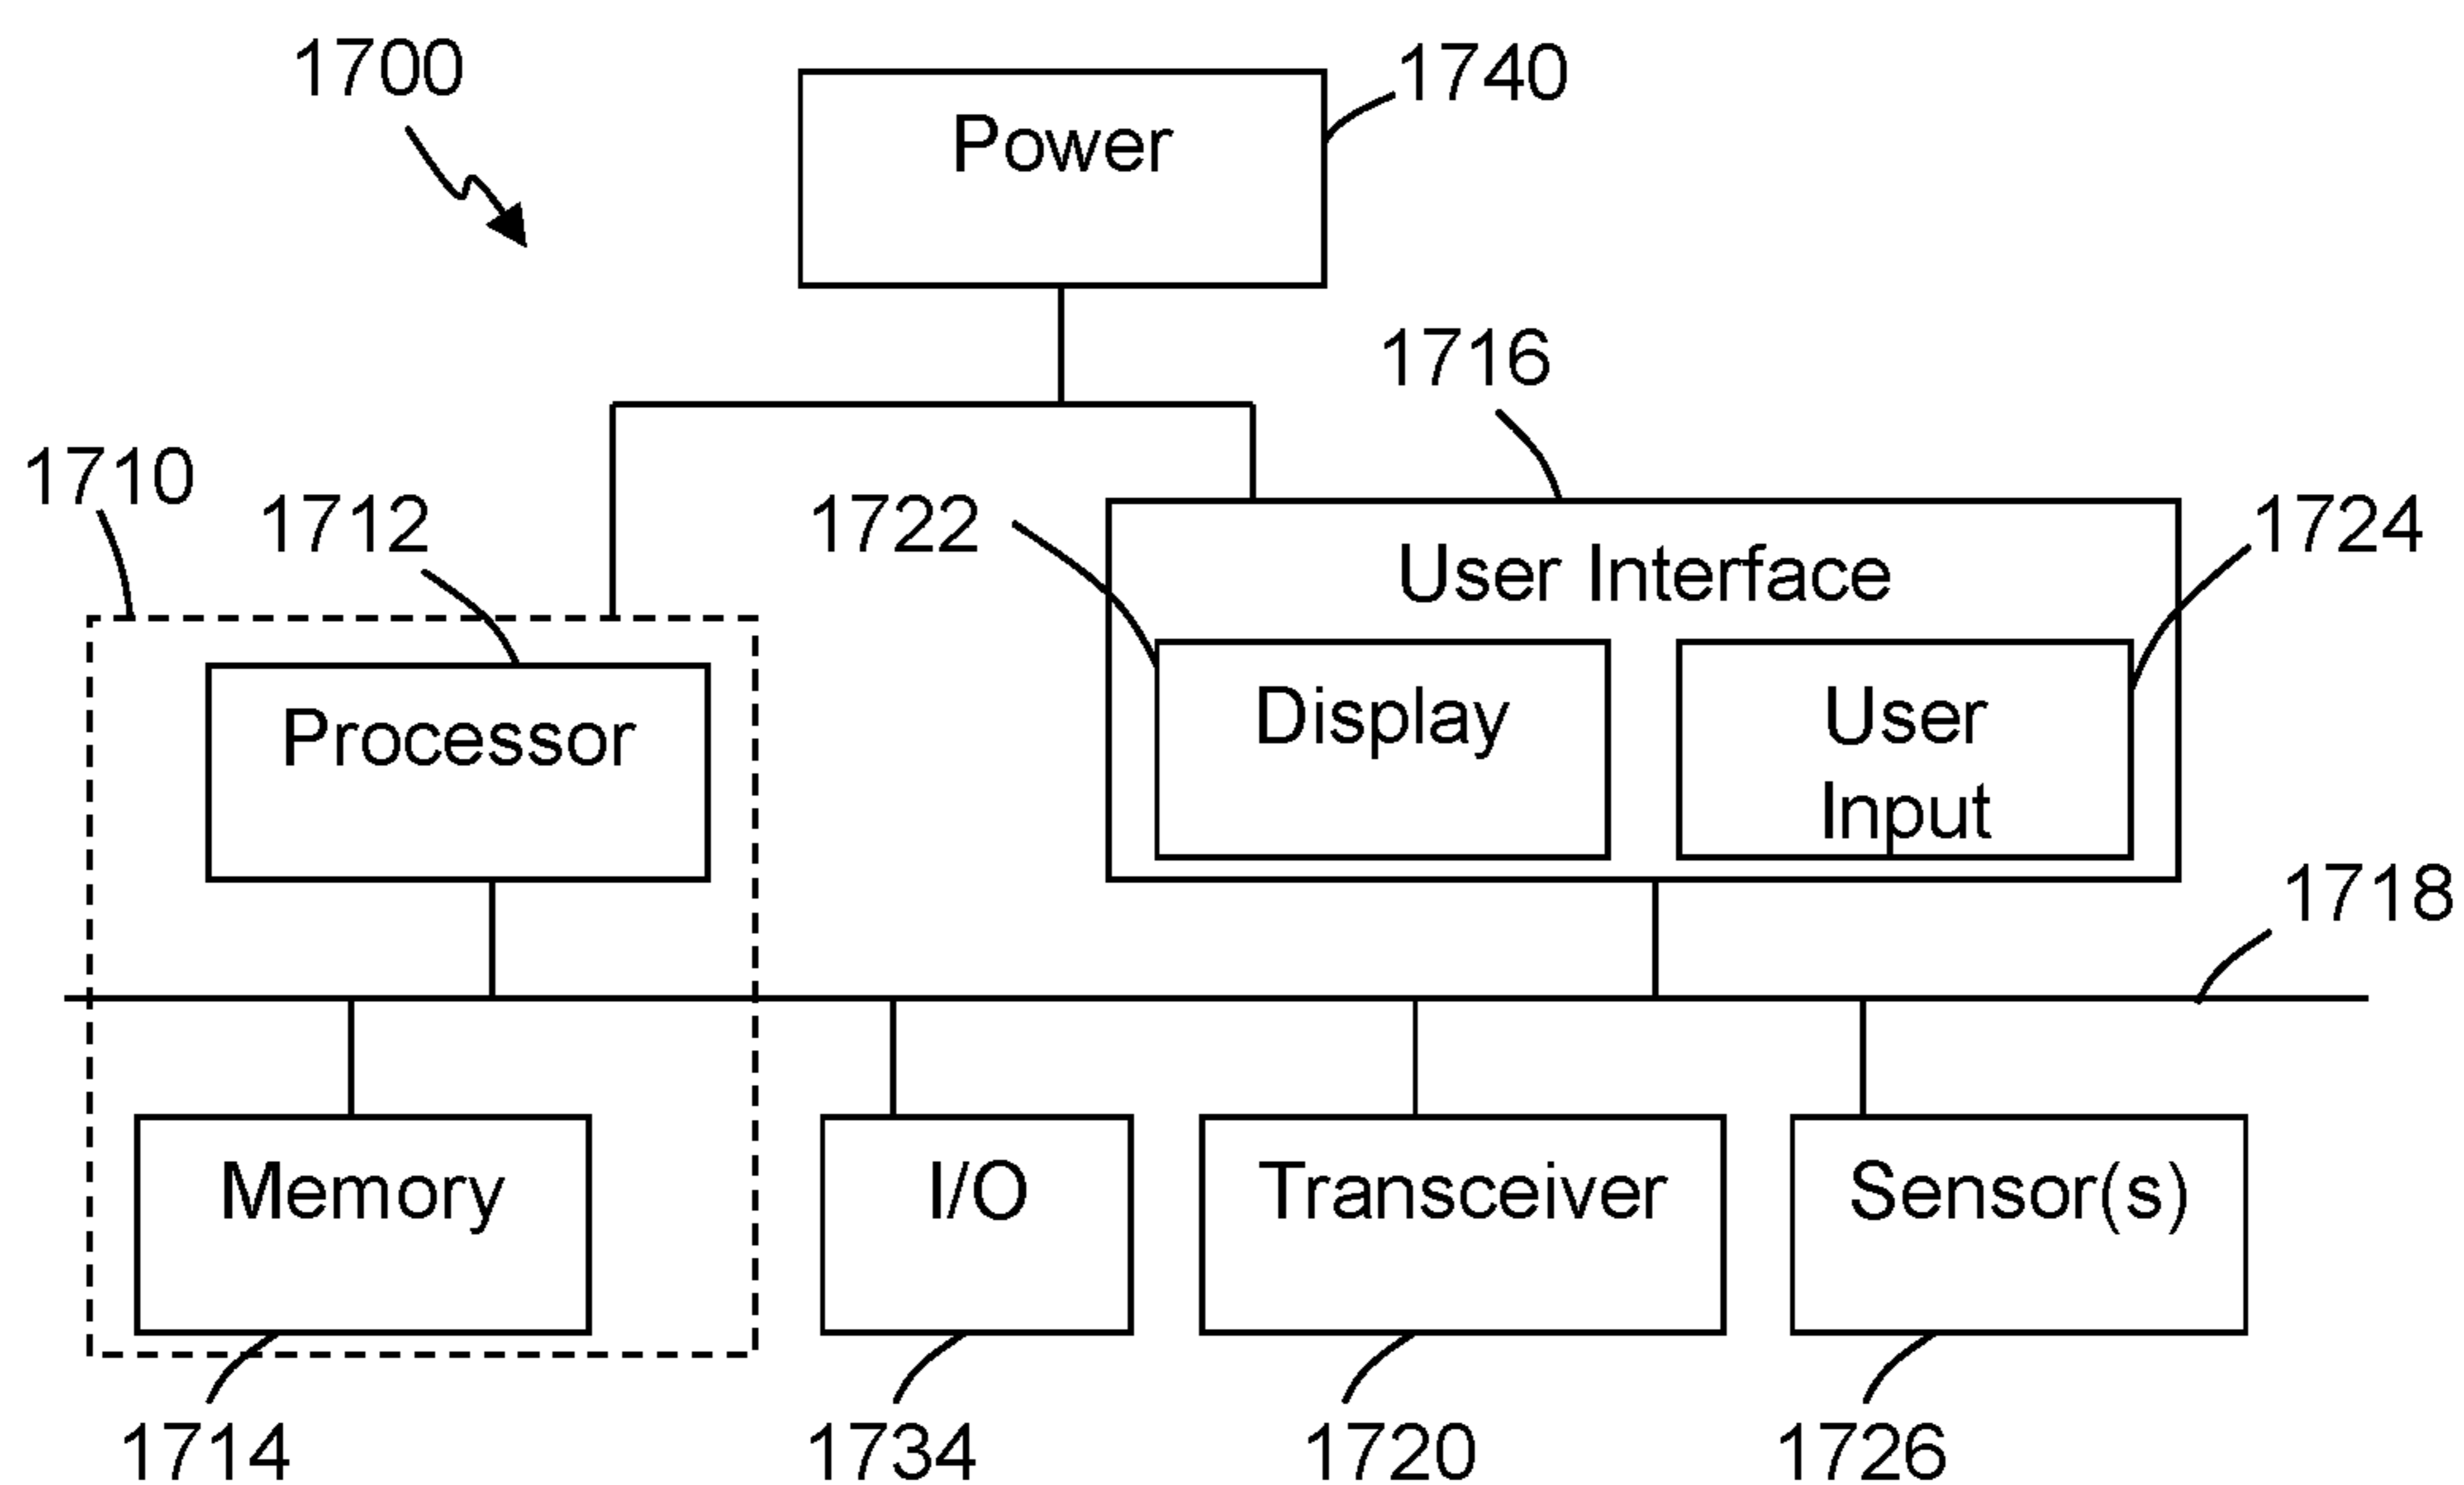 1700
Power
1740
1716
1710
1712
1722
User Interface
1724
Processor
Display
User
Input
1718
Memory
I/O
Transceiver
Sensor(s)
1714
1734
1720
1726